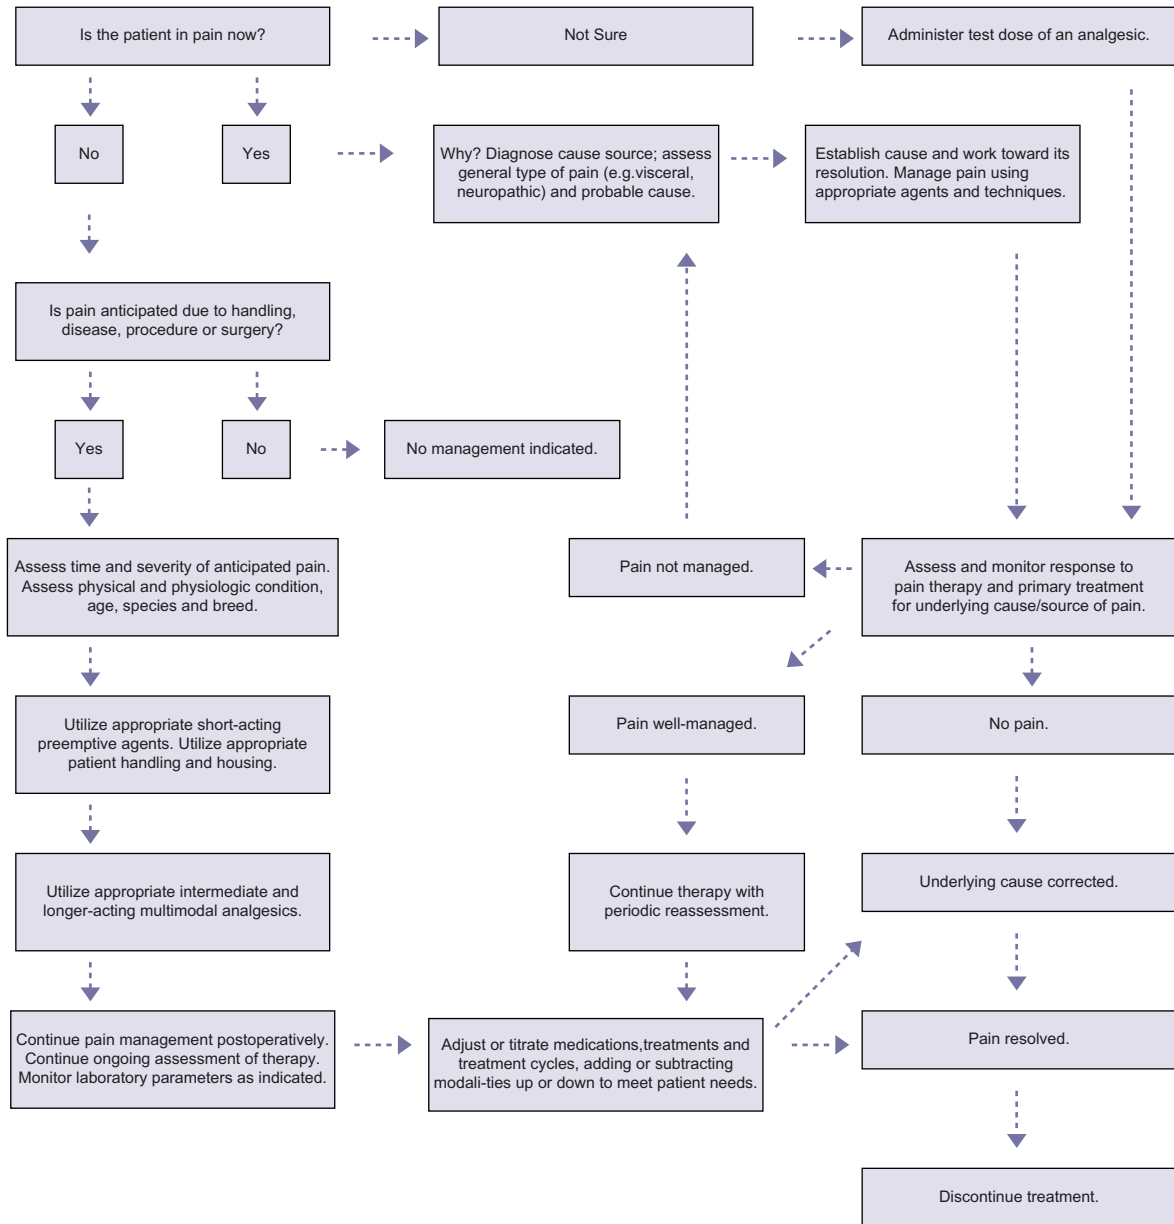 Is the patient in pain now?
Not Sure
Administer test dose of an analgesic.
No
Yes
Why? Diagnose cause source; assess
general type of pain (e.g.visceral,
neuropathic) and probable cause.
Establish cause and work toward its
resolution. Manage pain using
appropriate agents and techniques.
Is pain anticipated due to handling,
disease, procedure or surgery?
Yes
No
No management indicated.
Assess time and severity of anticipated pain.
Assess physical and physiologic condition,
age, species and breed.
Pain not managed.
Assess and monitor response to
pain therapy and primary treatment
for underlying cause/source of pain.
Utilize appropriate short-acting
preemptive agents. Utilize appropriate
patient handling and housing.
Pain well-managed.
No pain.
Utilize appropriate intermediate and
longer-acting multimodal analgesics.
Continue therapy with
periodic reassessment.
Underlying cause corrected.
Continue pain management postoperatively.
Continue ongoing assessment of therapy.
Monitor laboratory parameters as indicated.
Adjust or titrate medications,treatments and
treatment cycles, adding or subtracting
modali-ties up or down to meet patient needs.
Pain resolved.
Discontinue treatment.